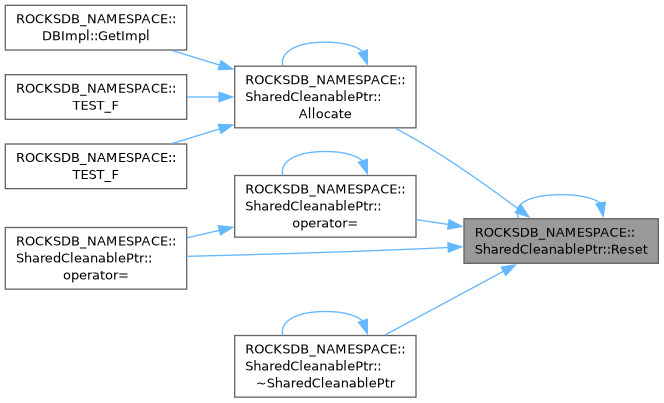 ROCKSDB_NAMESPACE::
DBImpl::GetImpl
ROCKSDB_NAMESPACE::
TEST_F
ROCKSDB_NAMESPACE::
TEST_F
ROCKSDB_NAMESPACE::
SharedCleanablePtr::
operator=
ROCKSDB_NAMESPACE::
SharedCleanablePtr::
Allocate
ROCKSDB_NAMESPACE::
SharedCleanablePtr::
operator=
ROCKSDB_NAMESPACE::
SharedCleanablePtr::
~SharedCleanablePtr
ROCKSDB_NAMESPACE::
SharedCleanablePtr::Reset